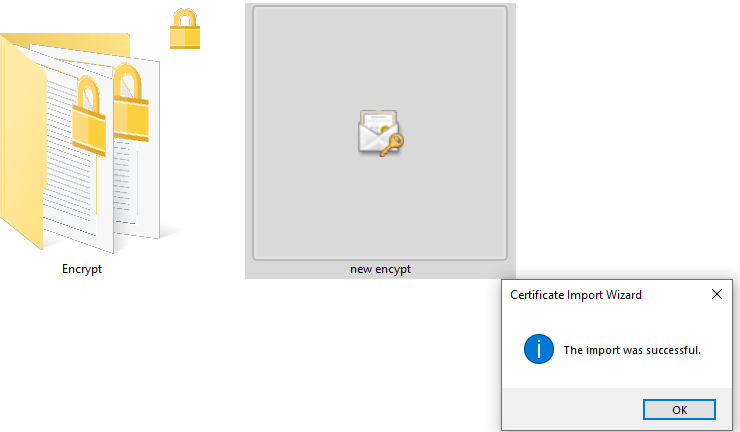 Encrypt
new encypt
Certificate Import Wizard
The import was successful.
OK